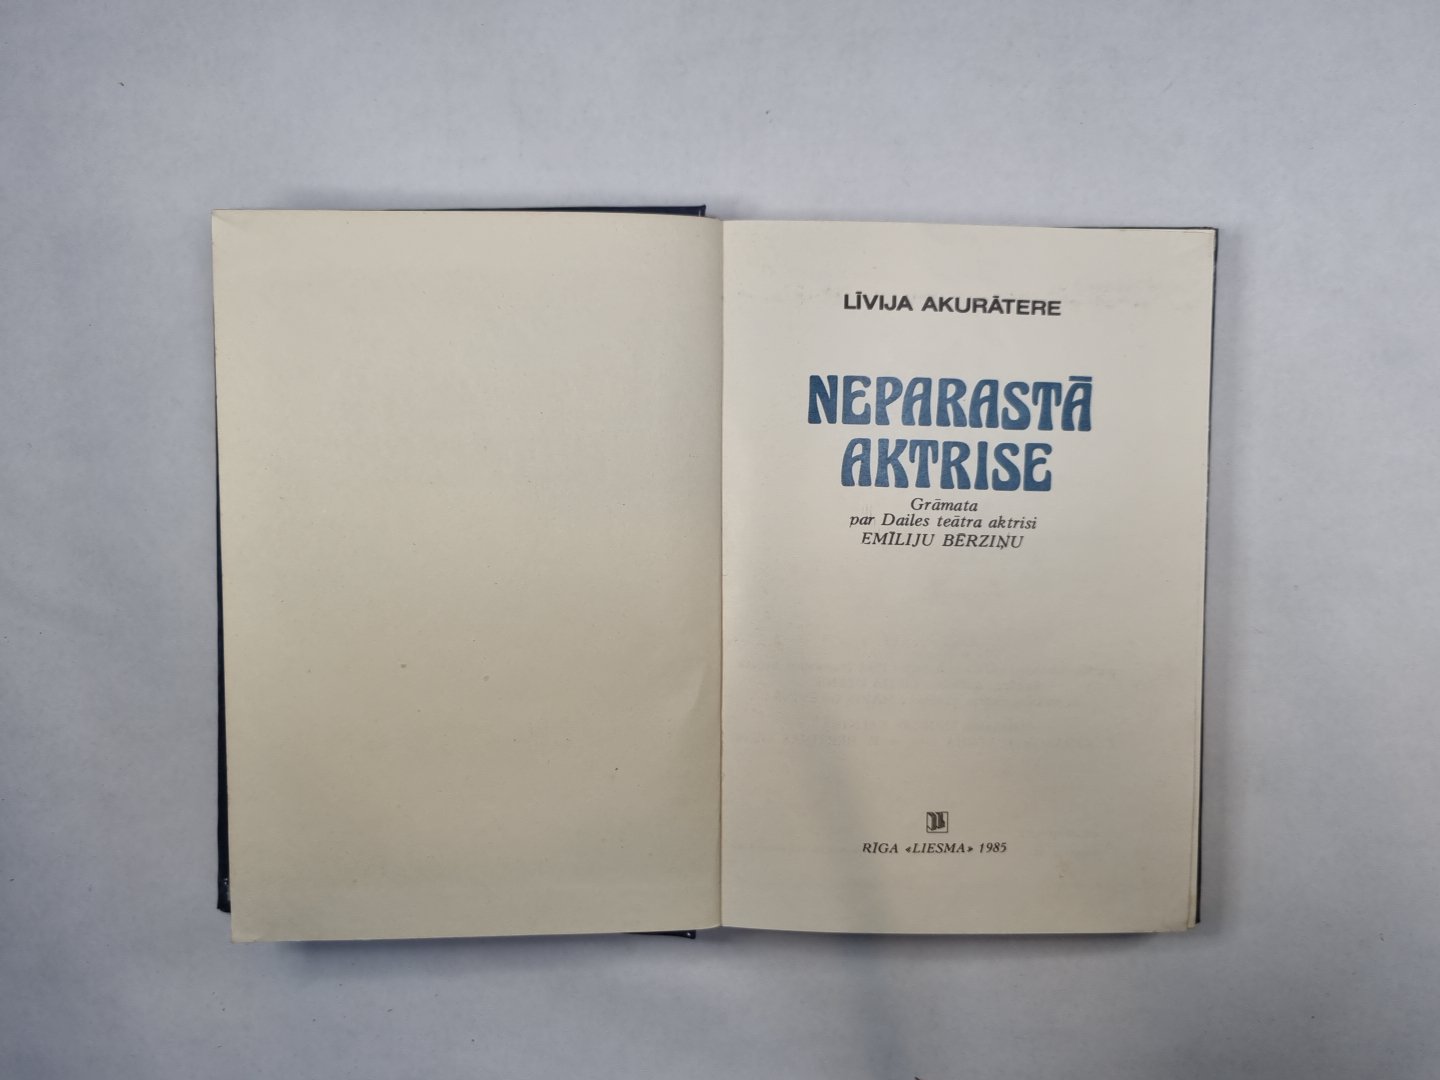 LĪVIJA AKURĀTERE
NEPARASTĀ
AKTRISE
Grāmata
par Dailes teātra aktrisi
EMĪLIJU BĒRZIŅU
RĪGA «LIESMA» 1985